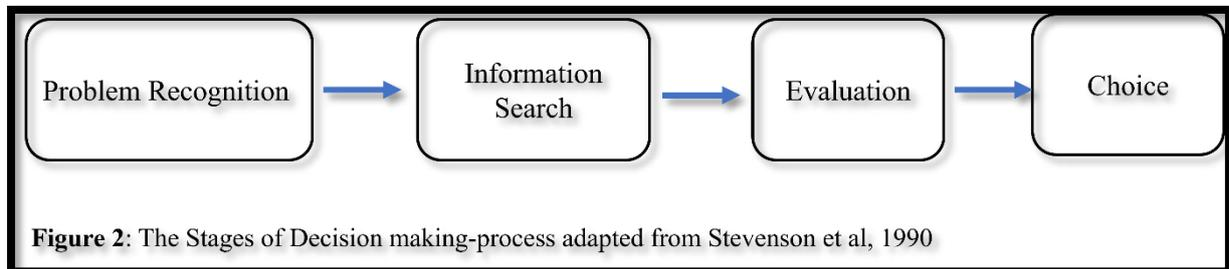 Problem Recognition
Information
Search
Evaluation
Choice
Figure 2: The Stages of Decision making-process adapted from Stevenson et al, 1990